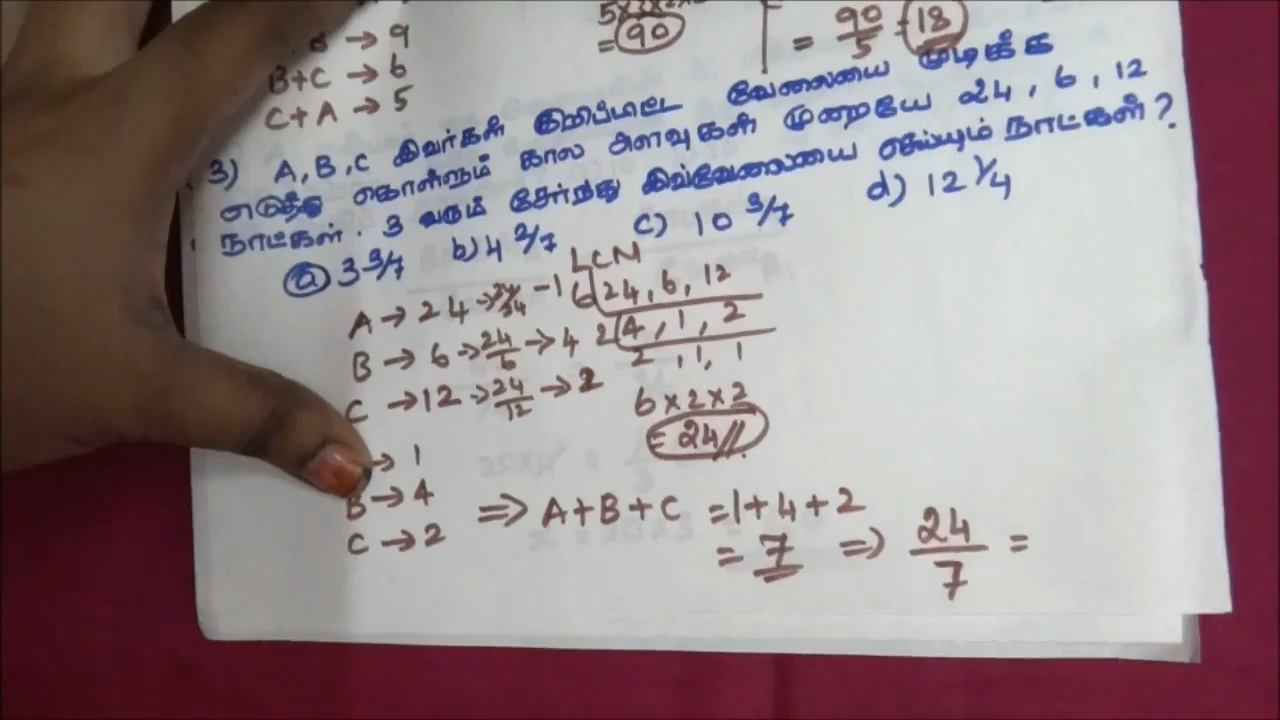 B → 9
B+C → 6
C+A → 5
= 90
= 90/5 = 18
3) A, B, C இவர்கள் குறிப்பிட்ட வேலையை முடிக்க
எடுத்து கொள்ளும் கால அளவுகள் முறையே 24, 6, 12
நாட்கள். 3 வரும் சேர்ந்து இவ்வேலையை செய்யும் நாட்கள்?
a) 3 3/7 b) 4 2/7 c) 10 3/7 d) 12 1/4
LCM
A → 24 → 24/24 - 1
B → 6 → 24/6 → 4
C → 12 → 24/12 → 2
6 24, 6, 12
2 4, 1, 2
2, 1, 1
6 × 2 × 2
= 24//
→ 1
B → 4
C → 2
⇒ A+B+C = 1+4+2
= 7 ⇒ 24/7 =